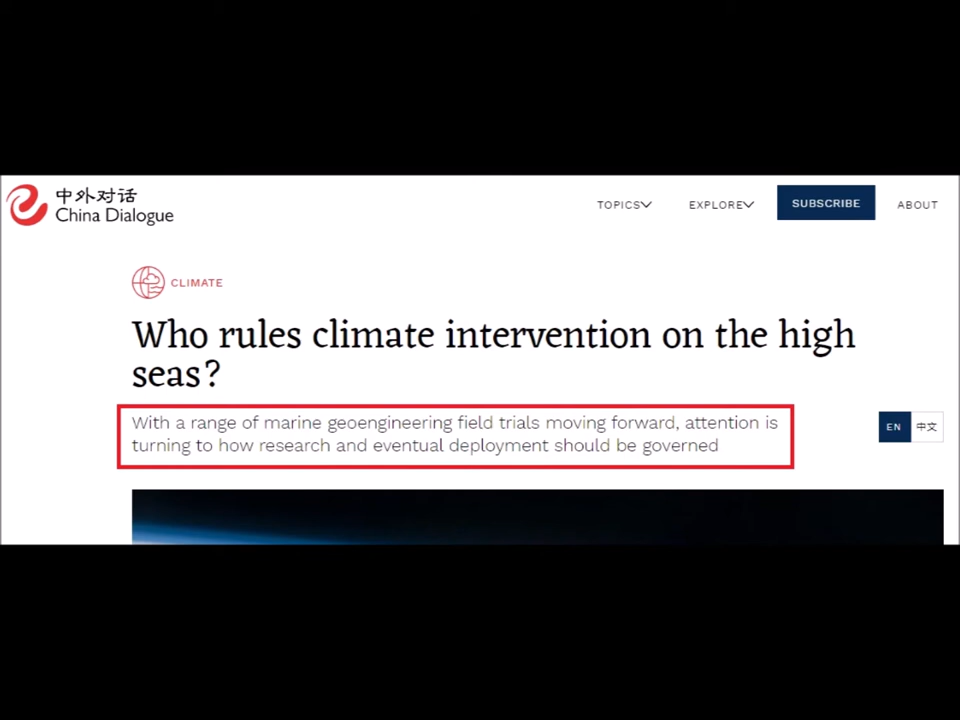 中外对话
China Dialogue
TOPICS
EXPLORE
SUBSCRIBE
ABOUT
CLIMATE
Who rules climate intervention on the high
seas?
With a range of marine geoengineering field trials moving forward, attention is
turning to how research and eventual deployment should be governed
EN
中文